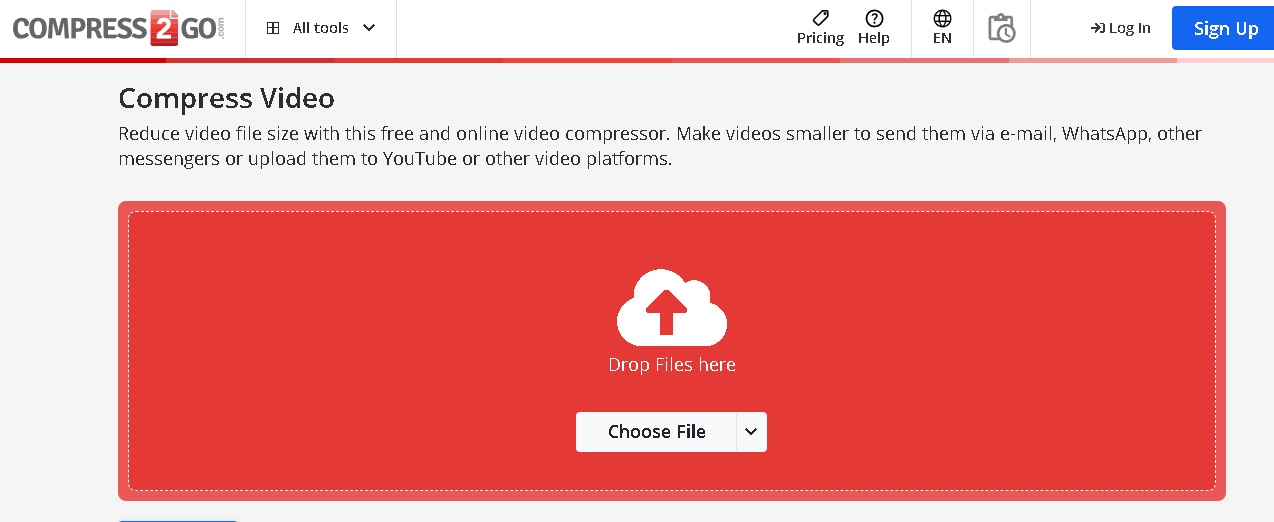 COMPRESS2GO.com
All tools
Pricing
Help
EN
Log In
Sign Up
Compress Video
Reduce video file size with this free and online video compressor. Make videos smaller to send them via e-mail, WhatsApp, other
messengers or upload them to YouTube or other video platforms.
Drop Files here
Choose File